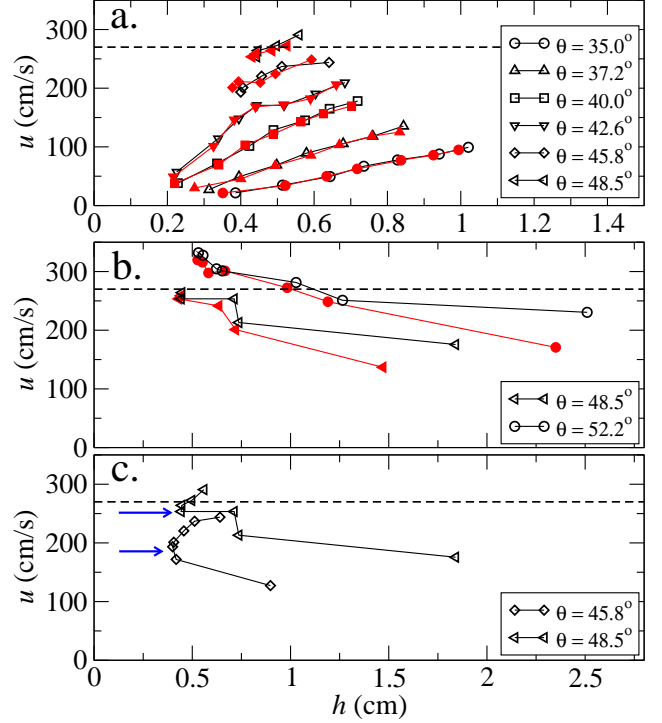 a.
u (cm/s)
300
200
100
0
θ = 35.0°
θ = 37.2°
θ = 40.0°
θ = 42.6°
θ = 45.8°
θ = 48.5°
0 0.2 0.4 0.6 0.8 1 1.2 1.4
b.
u (cm/s)
300
200
100
0
θ = 48.5°
θ = 52.2°
c.
u (cm/s)
300
200
100
0
θ = 45.8°
θ = 48.5°
0 0.5 1 1.5 2 2.5
h (cm)